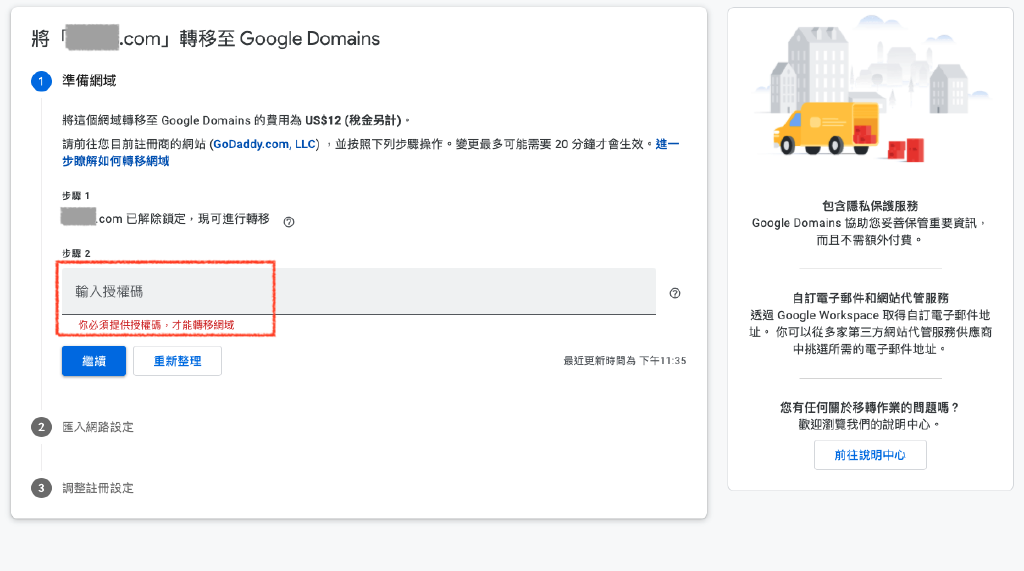 將「.com」轉移至 Google Domains
1 準備網域
將這個網域轉移至 Google Domains 的費用為 US$12 (稅金另計)。
請前往您目前註冊商的網站 (GoDaddy.com, LLC) ，並按照下列步驟操作。變更最多可能需要 20 分鐘才會生效。進一
步瞭解如何轉移網域
步驟 1
.com 已解除鎖定，現可進行轉移
步驟 2
輸入授權碼
你必須提供授權碼，才能轉移網域
繼續
重新整理
最近更新時間為 下午11:35
2 匯入網路設定
3 調整註冊設定
包含隱私保護服務
Google Domains 協助您妥善保管重要資訊，
而且不需額外付費。
自訂電子郵件和網站代管服務
透過 Google Workspace 取得自訂電子郵件地
址。 你可以從多家第三方網站代管服務供應商
中挑選所需的電子郵件地址。
您有任何關於移轉作業的問題嗎？
歡迎瀏覽我們的說明中心。
前往說明中心